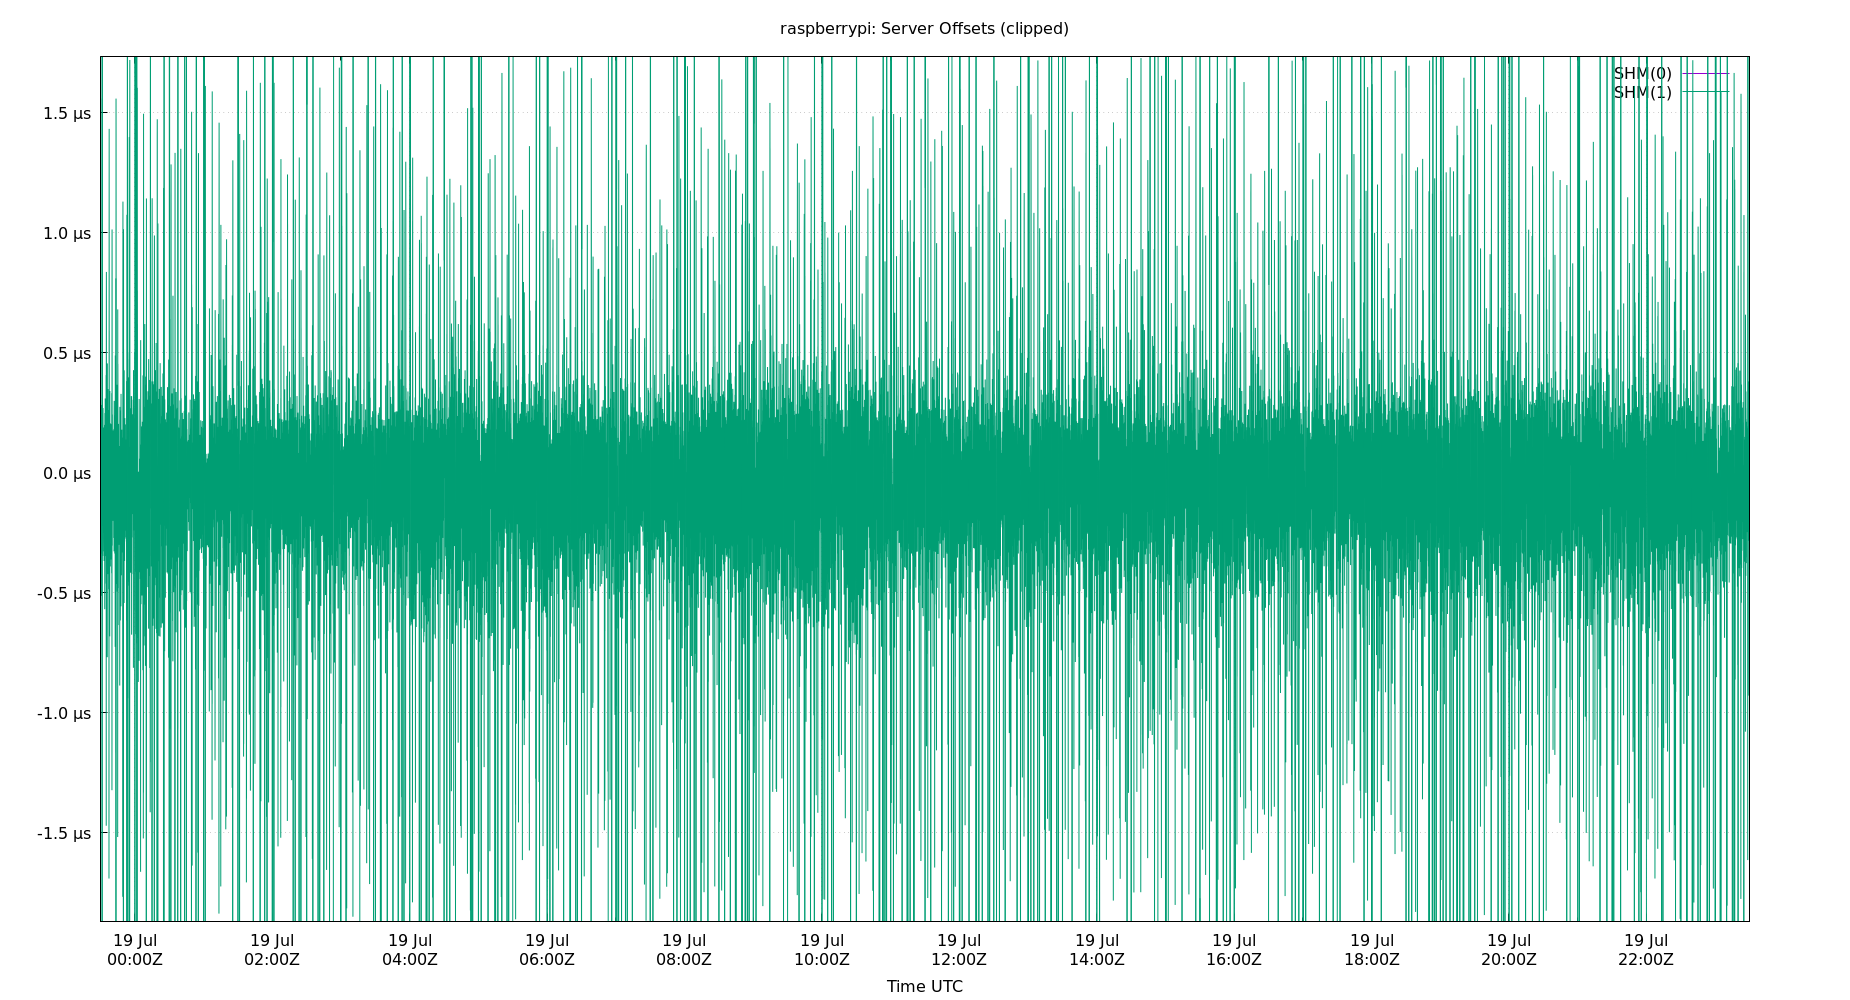 raspberrypi: Server Offsets (clipped)
SHM(0)
SHM(1)
1.5 µs
1.0 µs
0.5 µs
0.0 µs
-0.5 µs
-1.0 µs
-1.5 µs
19 Jul 19 Jul 19 Jul 19 Jul 19 Jul 19 Jul 19 Jul 19 Jul 19 Jul 19 Jul 19 Jul 19 Jul
00:00Z 02:00Z 04:00Z 06:00Z 08:00Z 10:00Z 12:00Z 14:00Z 16:00Z 18:00Z 20:00Z 22:00Z
Time UTC